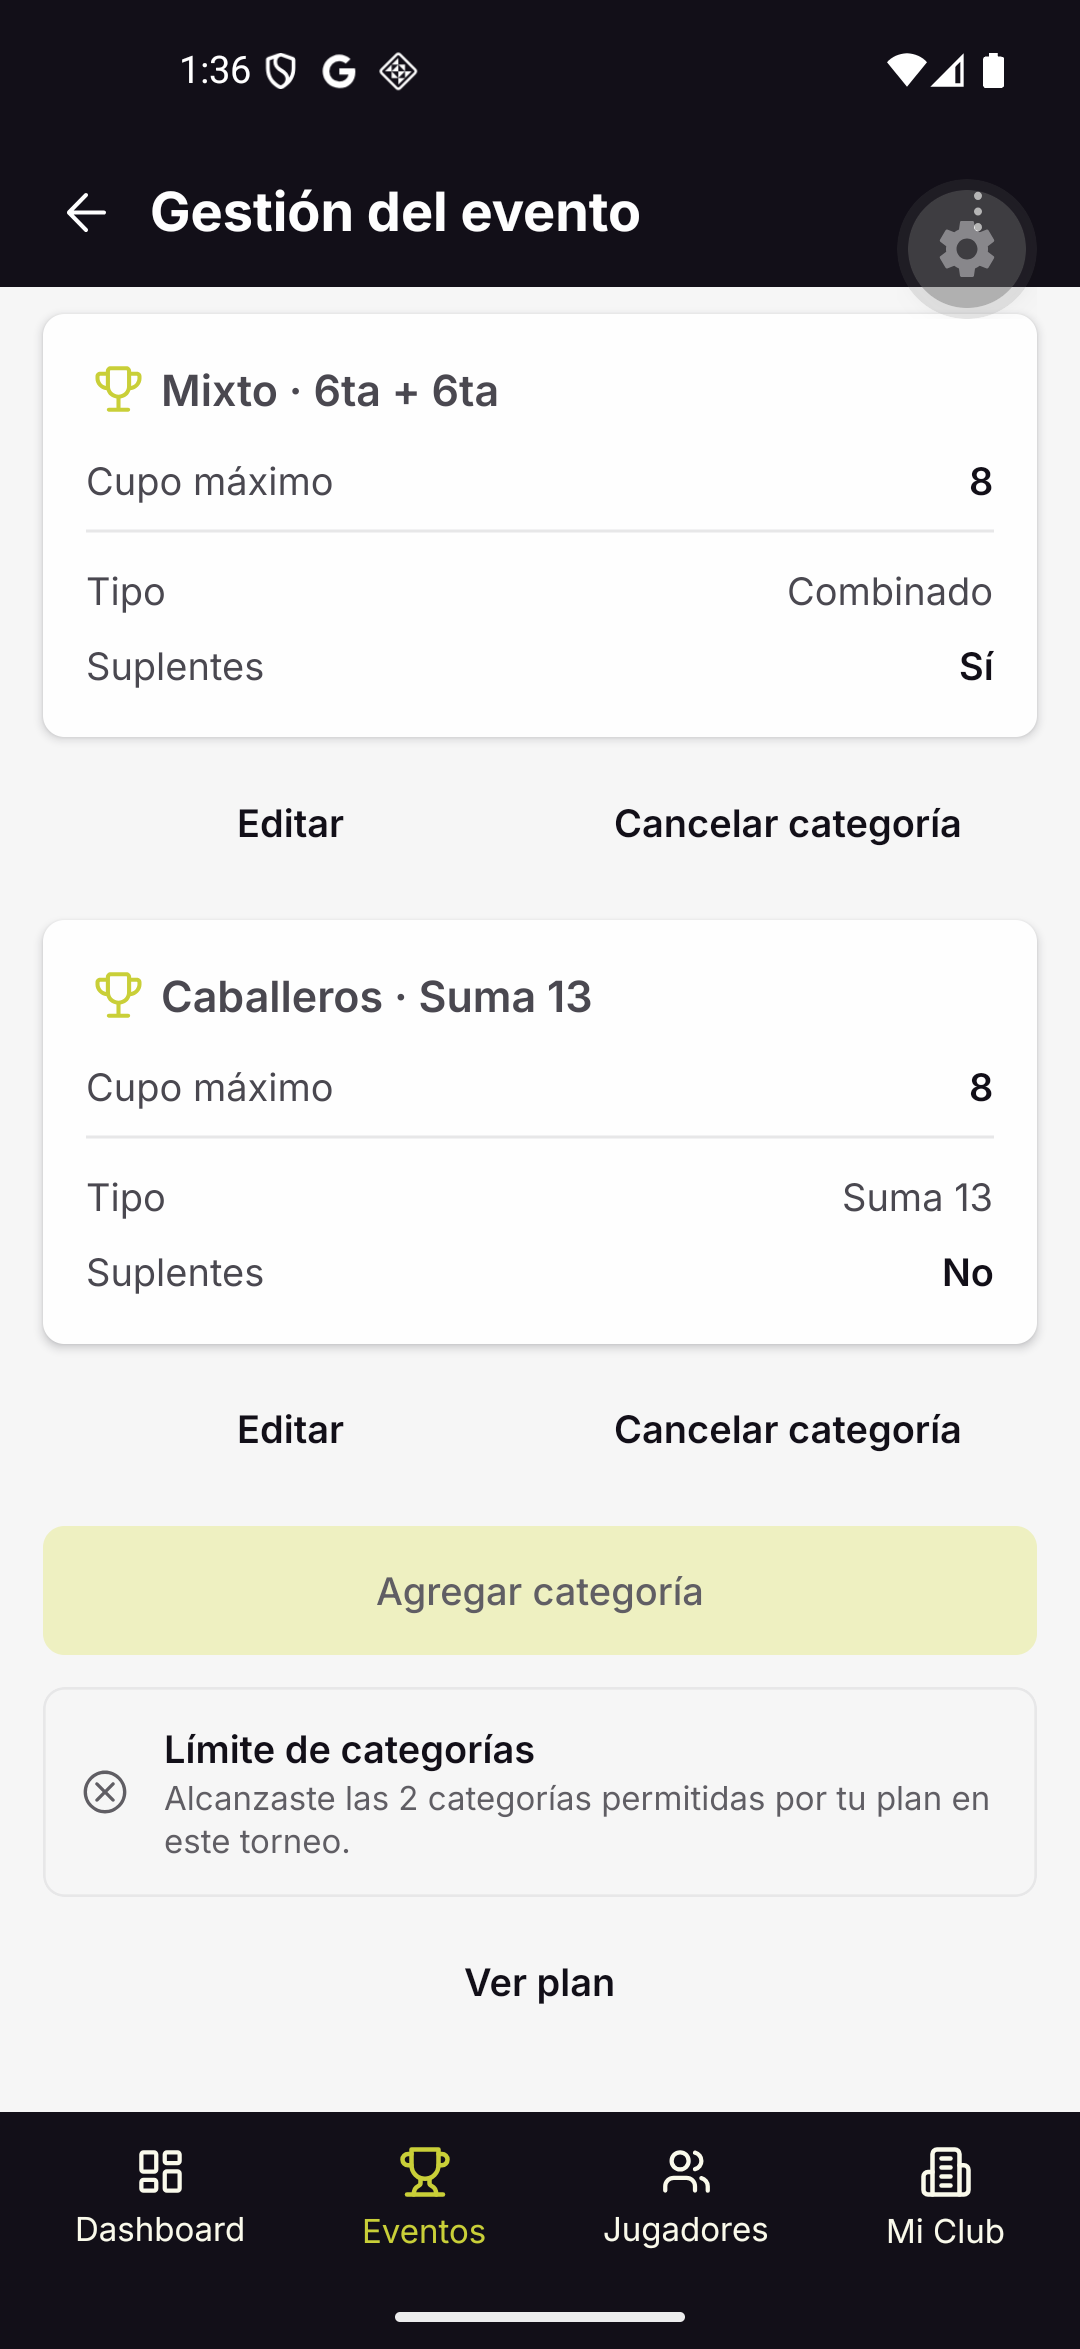 1:36
Gestión del evento
Mixto · 6ta + 6ta
Cupo máximo 8
Tipo Combinado
Suplentes Sí
Editar Cancelar categoría
Caballeros · Suma 13
Cupo máximo 8
Tipo Suma 13
Suplentes No
Editar Cancelar categoría
Agregar categoría
Límite de categorías
Alcanzaste las 2 categorías permitidas por tu plan en
este torneo.
Ver plan
Dashboard Eventos Jugadores Mi Club